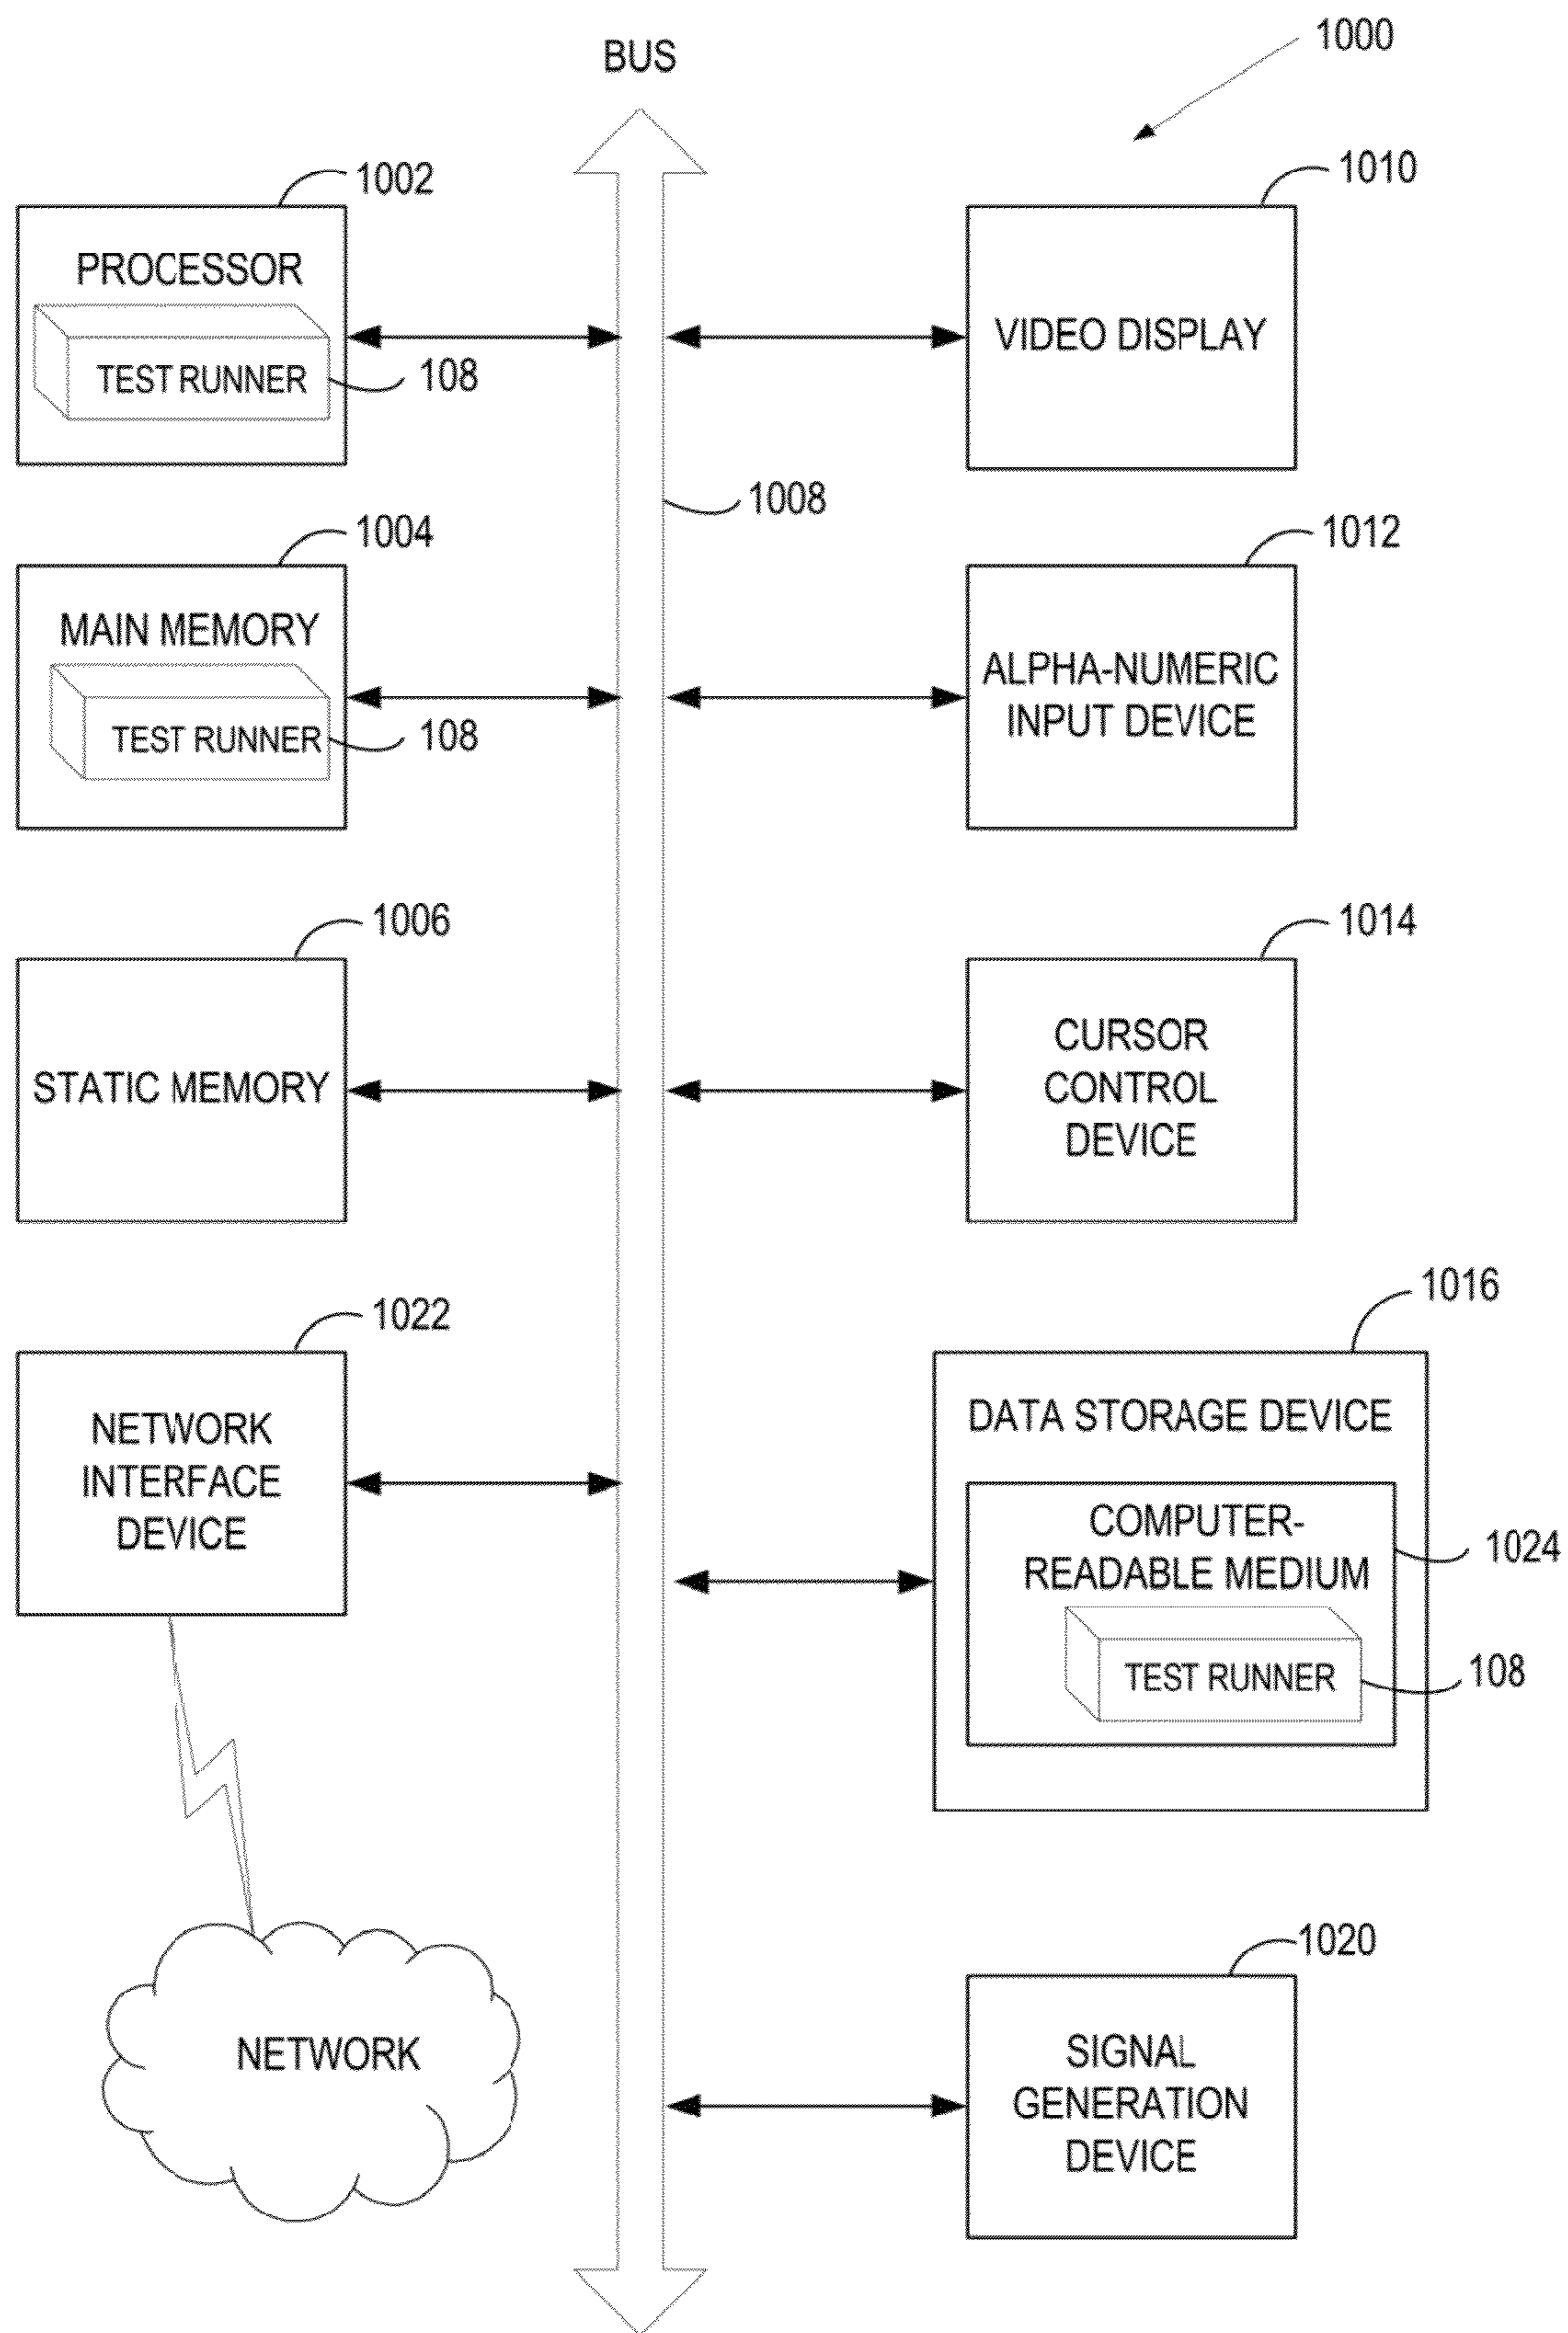 BUS
1000
1002
PROCESSOR
TEST RUNNER
108
1010
VIDEO DISPLAY
1008
1004
MAIN MEMORY
TEST RUNNER
108
1012
ALPHA-NUMERIC
INPUT DEVICE
1006
STATIC MEMORY
1014
CURSOR
CONTROL
DEVICE
1022
NETWORK
INTERFACE
DEVICE
1016
DATA STORAGE DEVICE
COMPUTER-
READABLE MEDIUM
1024
TEST RUNNER
108
NETWORK
1020
SIGNAL
GENERATION
DEVICE